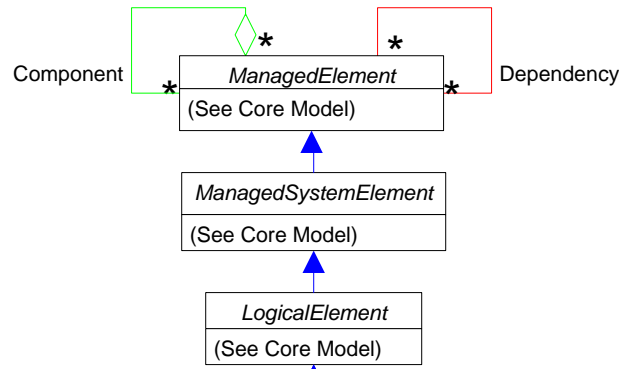 *
*
ManagedElement
Component
Dependency
*
*
(See Core Model)
ManagedSystemElement
(See Core Model)
LogicalElement
(See Core Model)